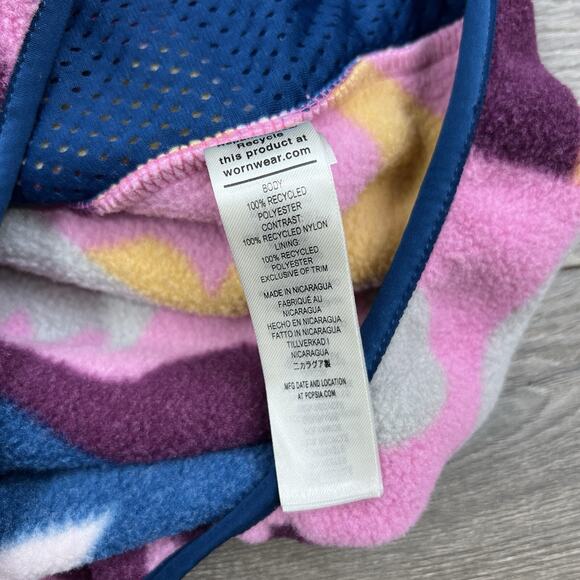 Recycle
this product at
wornwear.com
BODY
100% RECYCLED
POLYESTER
CONTRAST:
100% RECYCLED NYLON
LINING:
100% RECYCLED
POLYESTER
EXCLUSIVE OF TRIM
MADE IN NICARAGUA
FABRIQUÉ AU
NICARAGUA
HECHO EN NICARAGUA
FATTO IN NICARAGUA
TILLVERKAD I
NICARAGUA
ニカラグア製
MFG DATE AND LOCATION
AT PCPSIA.COM